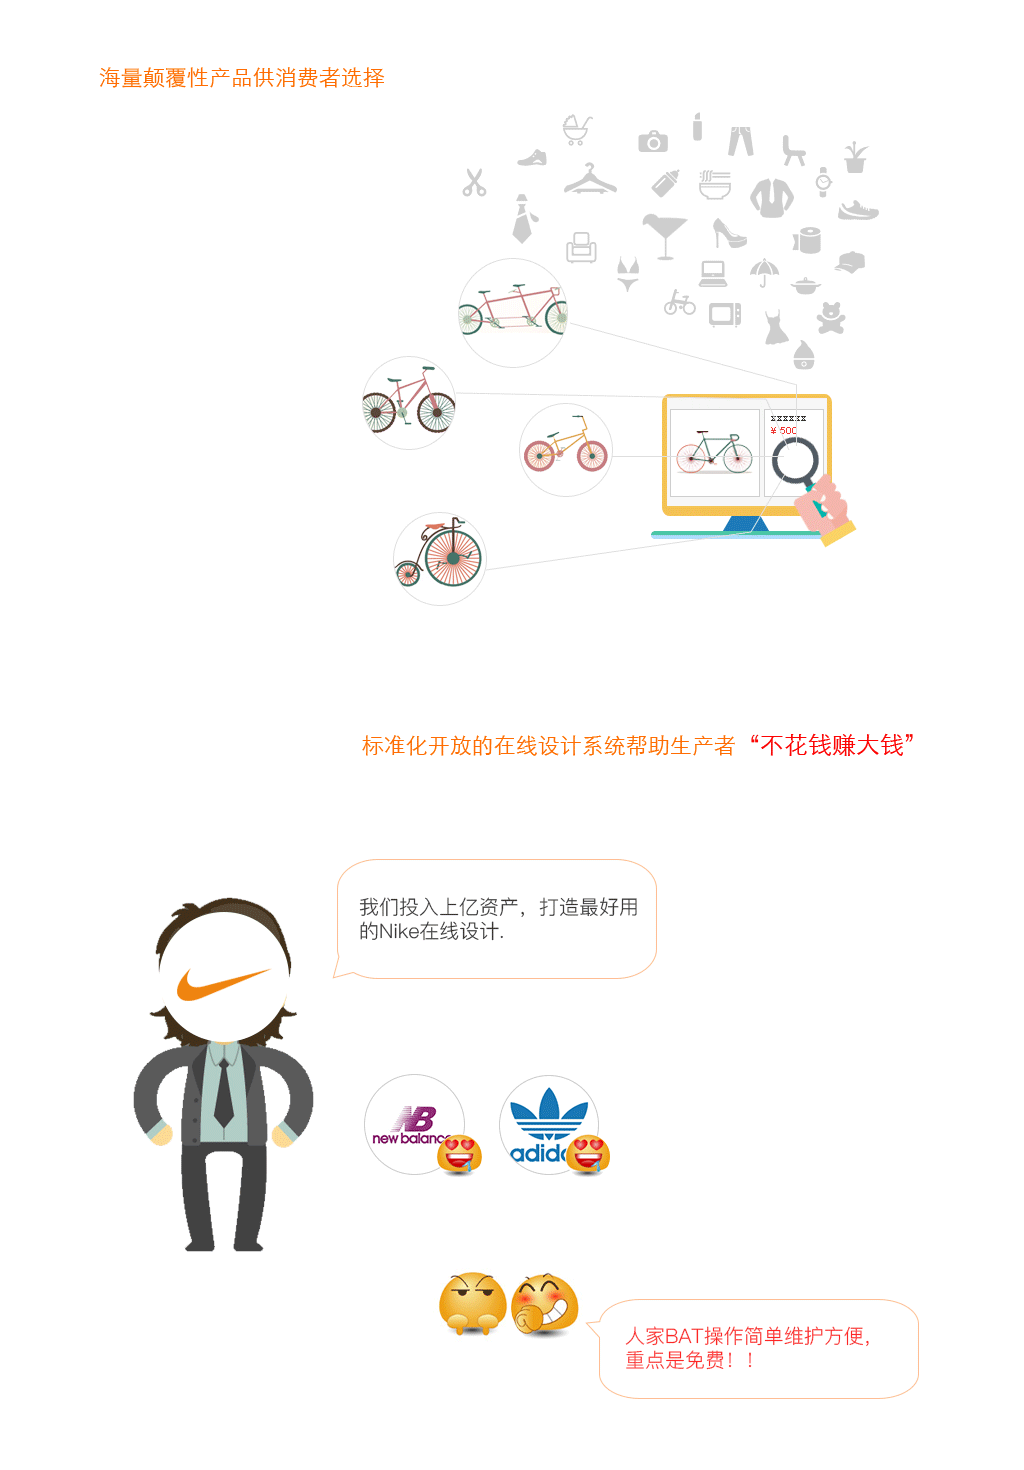 海量颠覆性产品供消费者选择
¥ 500
标准化开放的在线设计系统帮助生产者“不花钱赚大钱”
我们投入上亿资产，打造最好用
的Nike在线设计.
new balance
adidas
人家BAT操作简单维护方便，
重点是免费！！